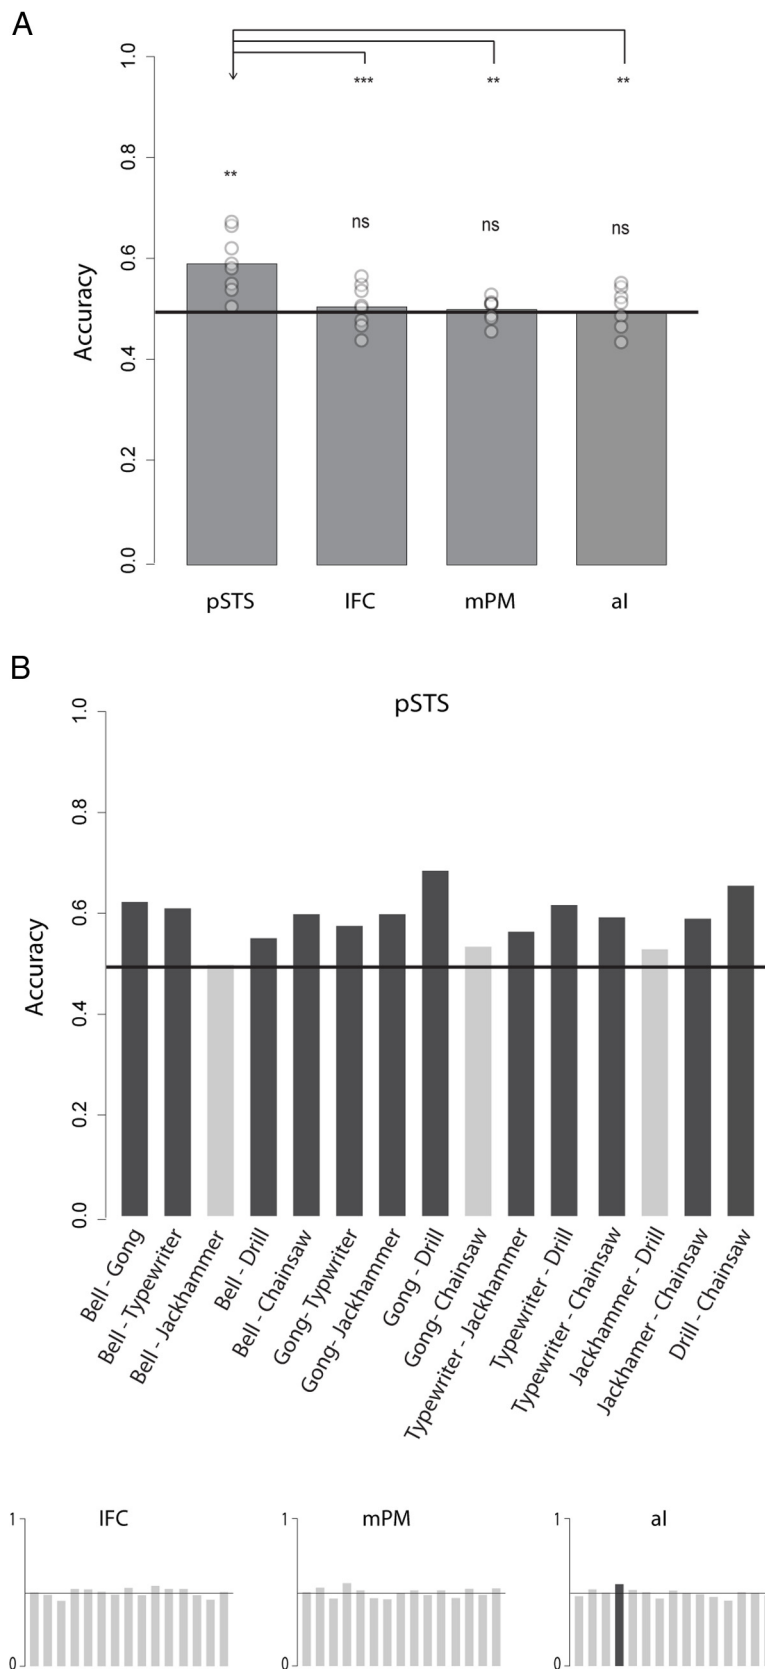 A
1.0
*** ** **
0.8
**
ns ns ns
0.6
Accuracy
0.4
0.2
0.0
pSTS IFC mPM aI
B
pSTS
1.0
0.8
0.6
Accuracy
0.4
0.2
0.0
Bell - Gong
Bell - Typewriter
Bell - Jackhammer
Bell - Drill
Bell - Chainsaw
Gong- Typwriter
Gong- Jackhammer
Gong - Drill
Gong- Chainsaw
Typewriter - Jackhammer
Typewriter - Drill
Typewriter - Chainsaw
Jackhammer - Drill
Jackhamer - Chainsaw
Drill - Chainsaw
1 IFC 1 mPM 1 aI
0 0 0